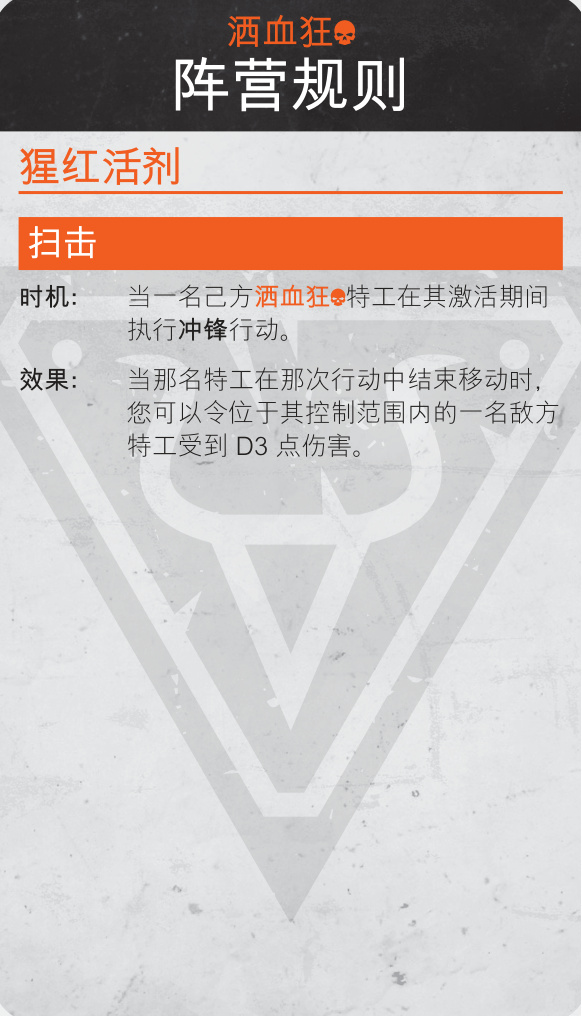 洒血狂
阵营规则
猩红活剂
扫击
时机: 当一名己方洒血狂特工在其激活期间
执行冲锋行动。
效果: 当那名特工在那次行动中结束移动时,
您可以令位于其控制范围内的一名敌方
特工受到 D3 点伤害。